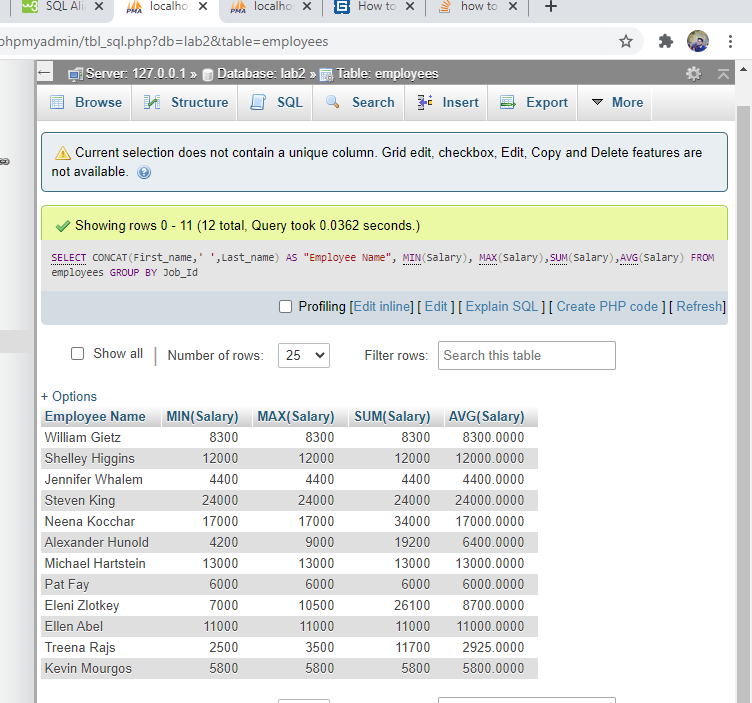 SQL Ali
localho
localho
How to
how to
phpmyadmin/tbl_sql.php?db=lab2&table=employees
Server: 127.0.0.1 » Database: lab2 » Table: employees
Browse Structure SQL Search Insert Export More
Current selection does not contain a unique column. Grid edit, checkbox, Edit, Copy and Delete features are
not available.
Showing rows 0 - 11 (12 total, Query took 0.0362 seconds.)
SELECT CONCAT(First_name,' ',Last_name) AS "Employee Name", MIN(Salary), MAX(Salary),SUM(Salary),AVG(Salary) FROM
employees GROUP BY Job_Id
Profiling [Edit inline] [ Edit ] [ Explain SQL ] [ Create PHP code ] [ Refresh]
Show all | Number of rows: 25 Filter rows: Search this table
+ Options
Employee Name MIN(Salary) MAX(Salary) SUM(Salary) AVG(Salary)
William Gietz 8300 8300 8300 8300.0000
Shelley Higgins 12000 12000 12000 12000.0000
Jennifer Whalem 4400 4400 4400 4400.0000
Steven King 24000 24000 24000 24000.0000
Neena Kocchar 17000 17000 34000 17000.0000
Alexander Hunold 4200 9000 19200 6400.0000
Michael Hartstein 13000 13000 13000 13000.0000
Pat Fay 6000 6000 6000 6000.0000
Eleni Zlotkey 7000 10500 26100 8700.0000
Ellen Abel 11000 11000 11000 11000.0000
Treena Rajs 2500 3500 11700 2925.0000
Kevin Mourgos 5800 5800 5800 5800.0000